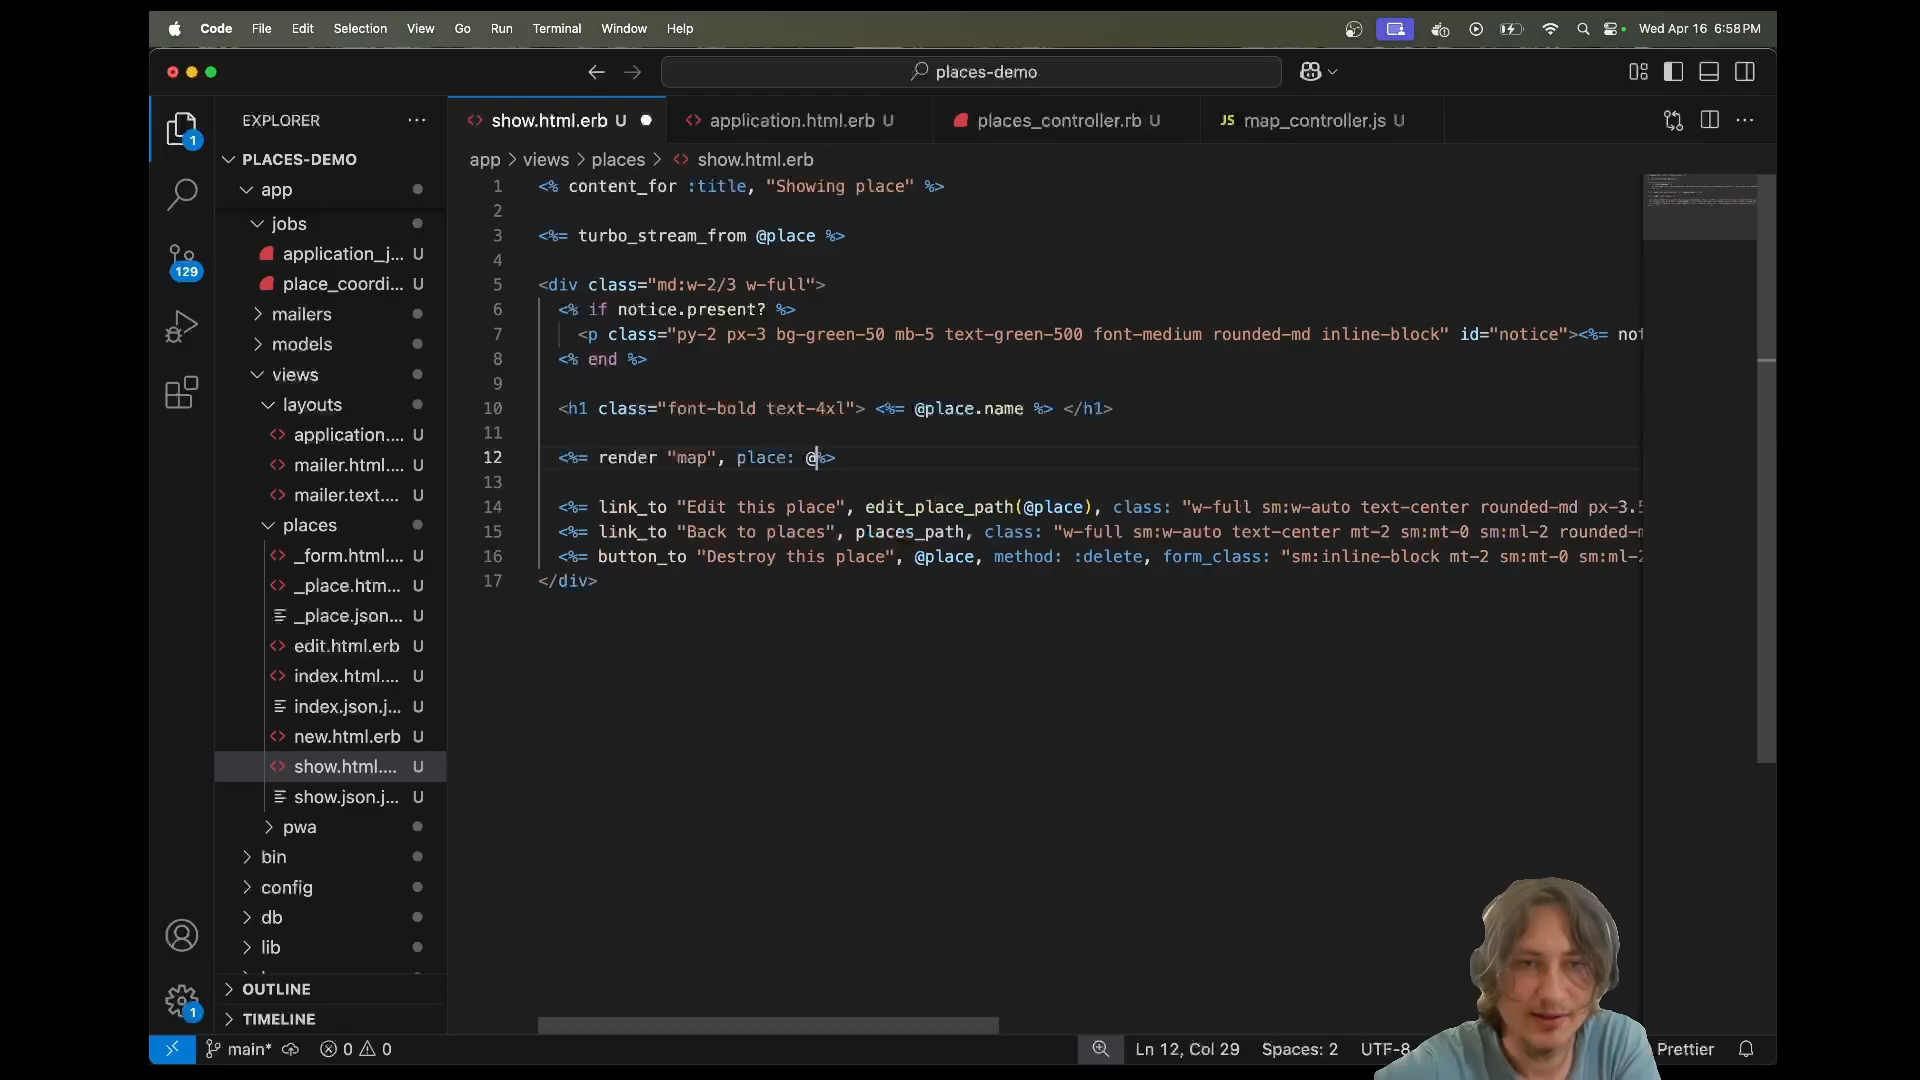 Code File Edit Selection View Go Run Terminal Window Help Wed Apr 16 6:58 PM
places-demo
EXPLORER
show.html.erb U
application.html.erb U
places_controller.rb U
JS map_controller.js U
app > views > places > show.html.erb
PLACES-DEMO
app
jobs
application_j... U
place_coordi... U
mailers
models
views
layouts
application.... U
mailer.html.... U
mailer.text.... U
places
_form.html.... U
_place.htm... U
_place.json... U
edit.html.erb U
index.html.... U
index.json.j... U
new.html.erb U
show.html.... U
show.json.j... U
pwa
bin
config
db
lib
OUTLINE
TIMELINE
1
129
1
1 <% content_for :title, "Showing place" %>
2
3 <%= turbo_stream_from @place %>
4
5 <div class="md:w-2/3 w-full">
6 <% if notice.present? %>
7 <p class="py-2 px-3 bg-green-50 mb-5 text-green-500 font-medium rounded-md inline-block" id="notice"><%= not
8 <% end %>
9
10 <h1 class="font-bold text-4xl"> <%= @place.name %> </h1>
11
12 <%= render "map", place: @%>
13
14 <%= link_to "Edit this place", edit_place_path(@place), class: "w-full sm:w-auto text-center rounded-md px-3.5
15 <%= link_to "Back to places", places_path, class: "w-full sm:w-auto text-center mt-2 sm:mt-0 sm:ml-2 rounded-m
16 <%= button_to "Destroy this place", @place, method: :delete, form_class: "sm:inline-block mt-2 sm:mt-0 sm:ml-2
17 </div>
main* 0 0 Ln 12, Col 29 Spaces: 2 UTF-8 Prettier